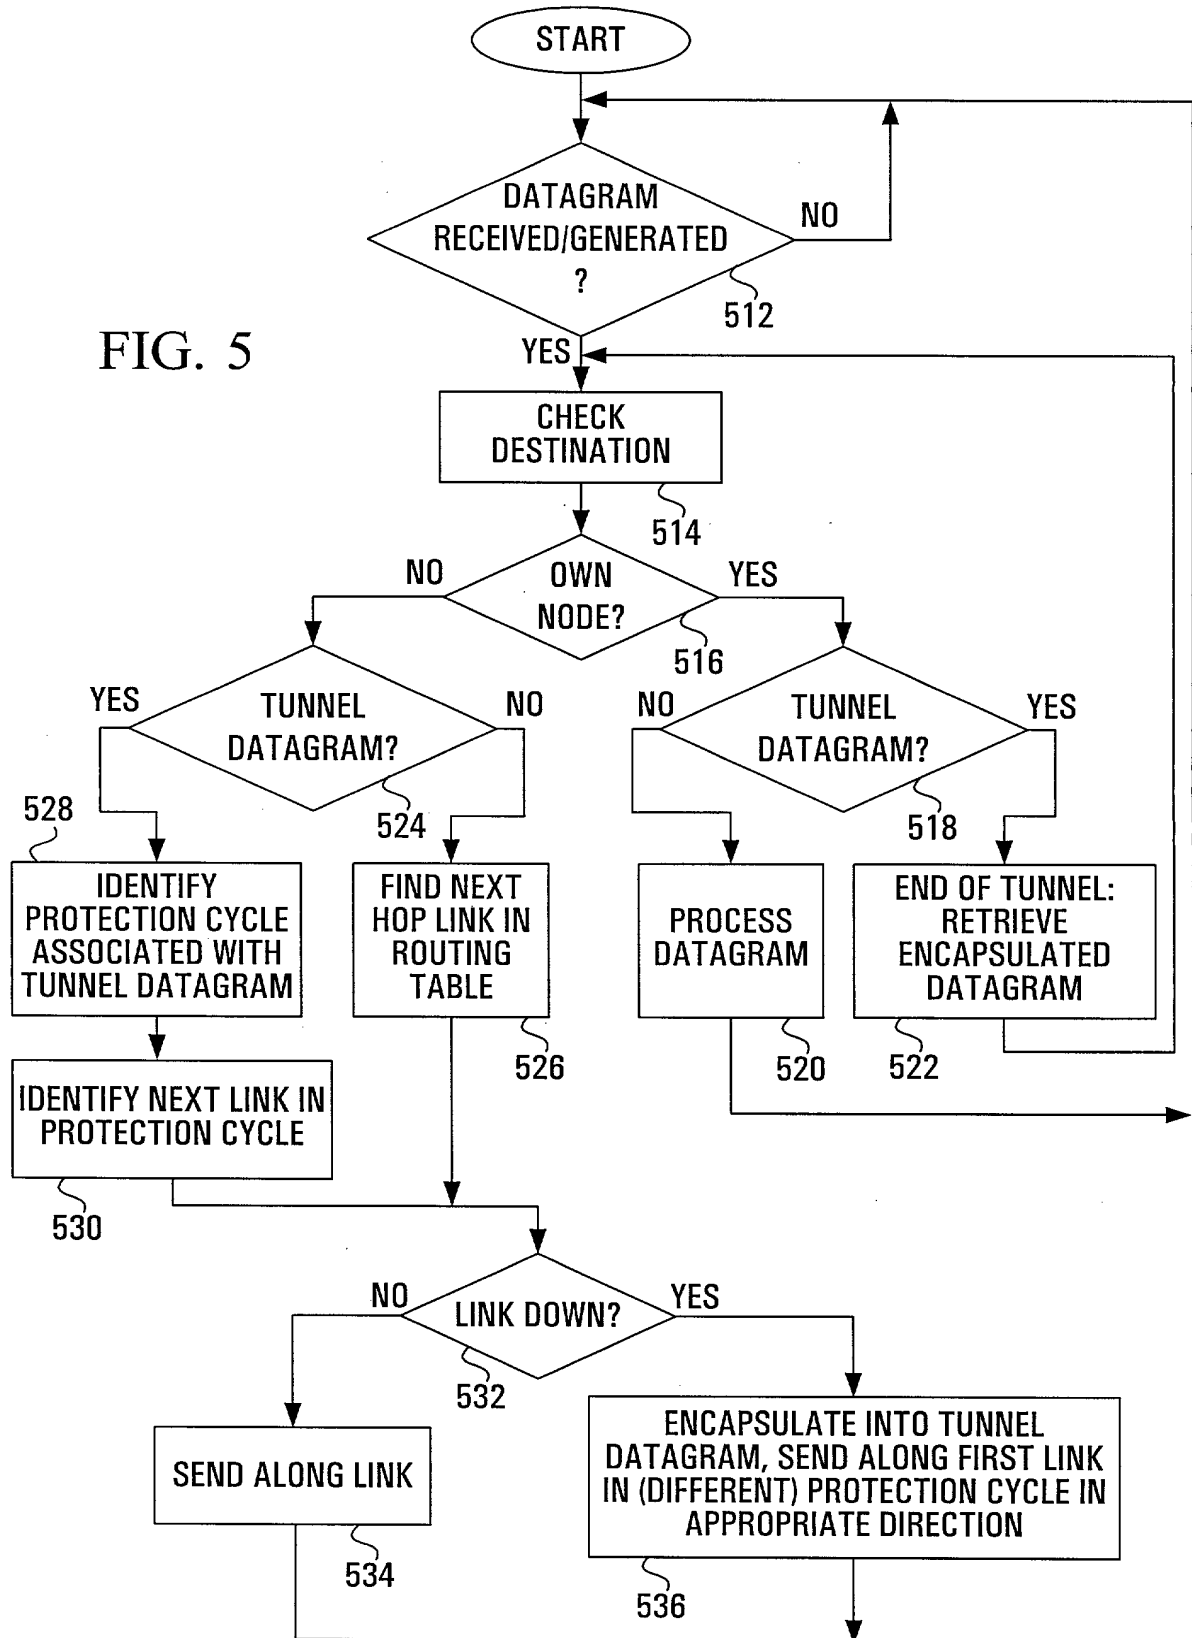 START
DATAGRAM
RECEIVED/GENERATED
?
NO
512
FIG. 5
YES
CHECK
DESTINATION
514
NO
OWN
NODE?
YES
516
YES
TUNNEL
DATAGRAM?
NO
524
NO
TUNNEL
DATAGRAM?
YES
518
528
IDENTIFY
PROTECTION CYCLE
ASSOCIATED WITH
TUNNEL DATAGRAM
FIND NEXT
HOP LINK IN
ROUTING
TABLE
526
PROCESS
DATAGRAM
520
END OF TUNNEL:
RETRIEVE
ENCAPSULATED
DATAGRAM
522
IDENTIFY NEXT LINK IN
PROTECTION CYCLE
530
NO
LINK DOWN?
YES
532
SEND ALONG LINK
534
ENCAPSULATE INTO TUNNEL
DATAGRAM, SEND ALONG FIRST LINK
IN (DIFFERENT) PROTECTION CYCLE IN
APPROPRIATE DIRECTION
536